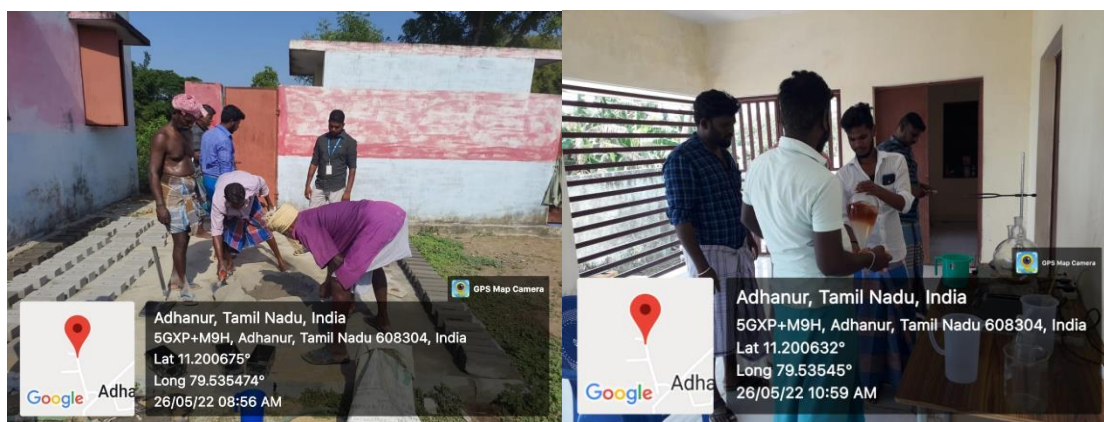 GPS Map Camera
Adhanur, Tamil Nadu, India
5GXP+M9H, Adhanur, Tamil Nadu 608304, India
Lat 11.200675°
Long 79.535474°
26/05/22 08:56 AM
Google
Adha
GPS Map Camera
Adhanur, Tamil Nadu, India
5GXP+M9H, Adhanur, Tamil Nadu 608304, India
Lat 11.200632°
Long 79.53545°
26/05/22 10:59 AM
Google
Adha